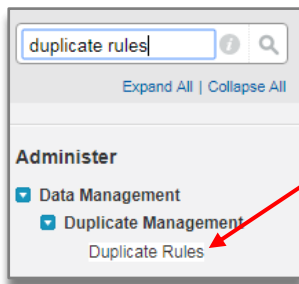 duplicate rules
Expand All | Collapse All
Administer
Data Management
Duplicate Management
Duplicate Rules